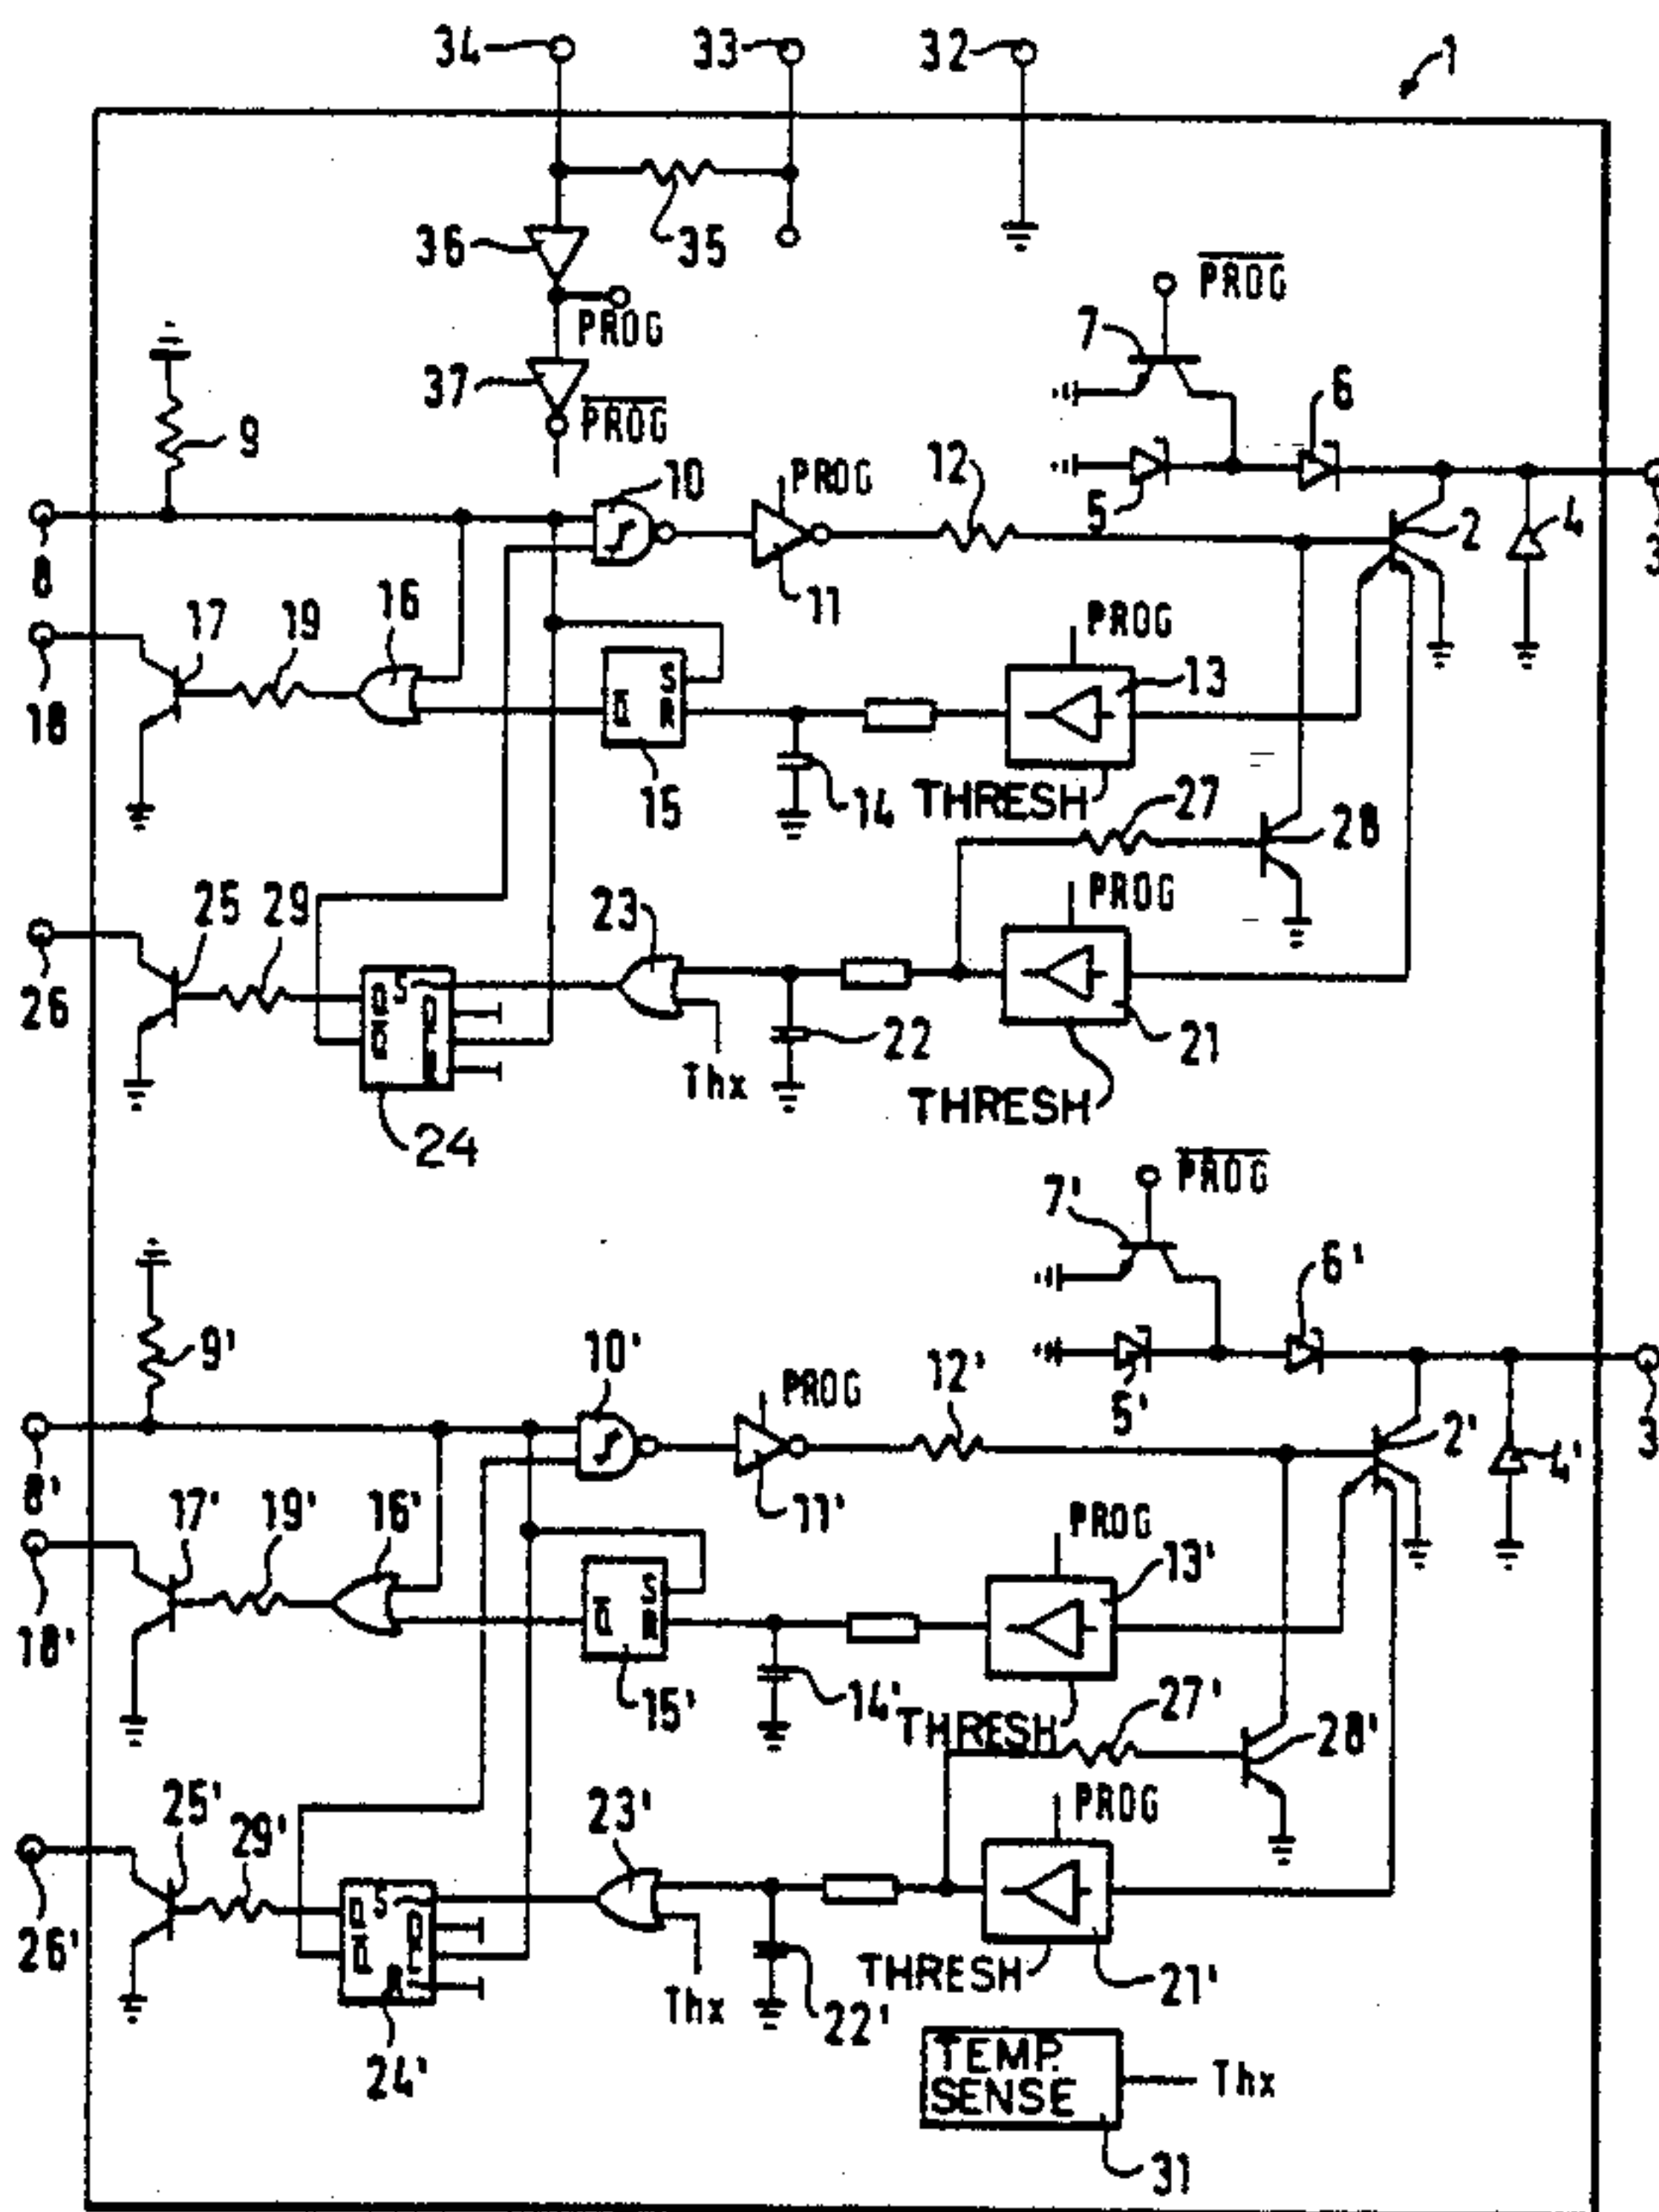 34 33 32 1
36 35
PROG
PROG
7
37
PROG
6
9
10
PROG
12
5
2
4
3
8
11
17 19 16
PROG
13
S
Q R
18
15
14
THRESH
27
28
25 29
23
PROG
26
S
Q
Q
22
21
Thx
THRESH
24
PROG
7'
6'
9'
10'
PROG
12'
5'
2'
4'
3
8'
11'
17' 19' 16'
PROG
13'
S
Q R
18'
15'
14'
THRESH
27'
28'
25' 29'
23'
PROG
26'
S
Q
Q
R
Thx
22'
THRESH
21'
24'
TEMP.
SENSE
Thx
31